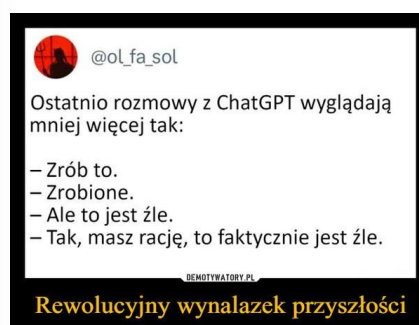 @ol_fa_sol
Ostatnio rozmowy z ChatGPT wyglądają
mniej więcej tak:
– Zrób to.
– Zrobione.
– Ale to jest źle.
– Tak, masz rację, to faktycznie jest źle.
DEMOTYWATORY.PL
Rewolucyjny wynalazek przyszłości